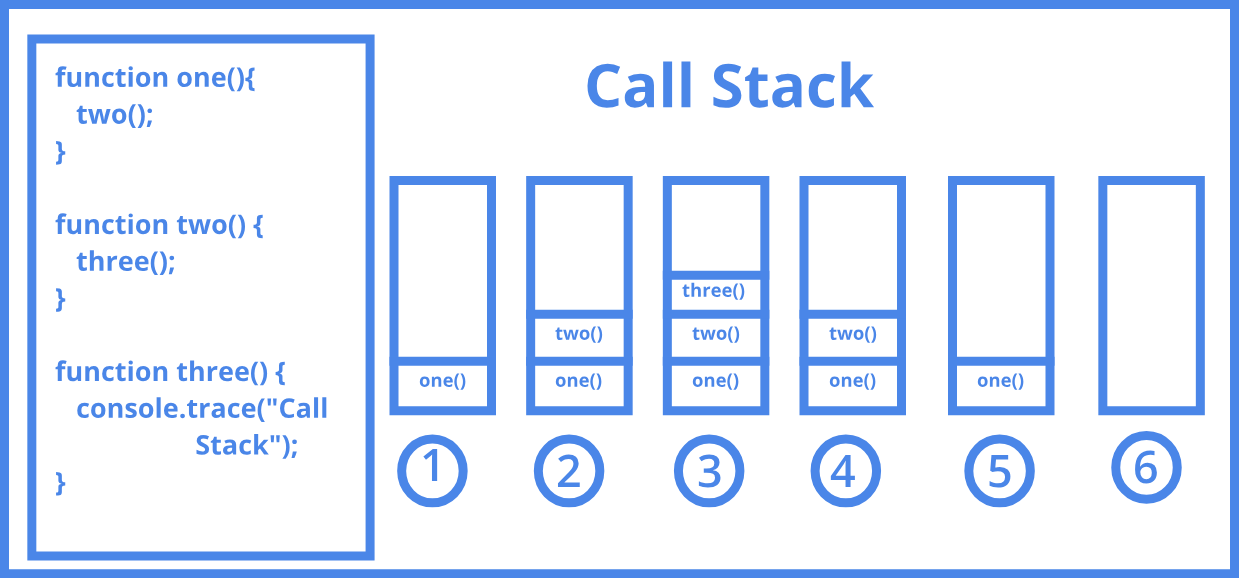 function one(){
two();
}
function two() {
three();
}
function three() {
console.trace("Call
Stack");
}
Call Stack
one()
two()
one()
three()
two()
one()
two()
one()
one()
1
2
3
4
5
6